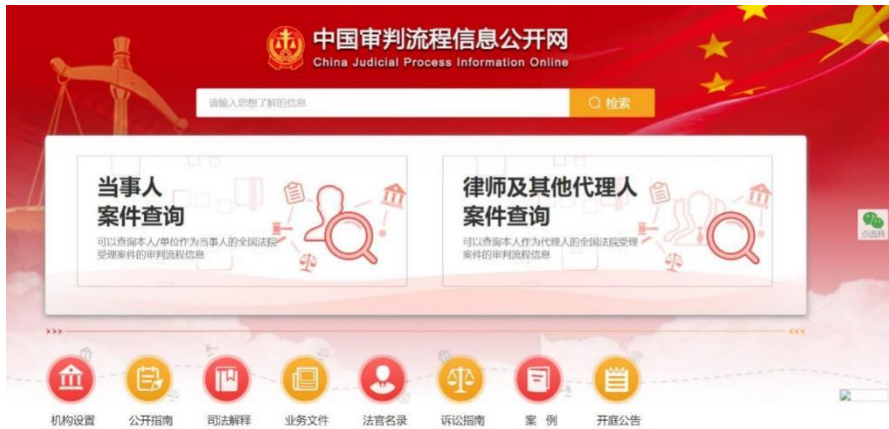 中国审判流程信息公开网
China Judicial Process Information Online
请输入您想了解的信息
检索
当事人
案件查询
可以查询本人/单位作为当事人的全国法院
受理案件的审判流程信息
律师及其他代理人
案件查询
可以查询本人作为代理人的全国法院受理
案件的审判流程信息
机构设置
公开指南
司法解释
业务文件
法官名录
诉讼指南
案 例
开庭公告